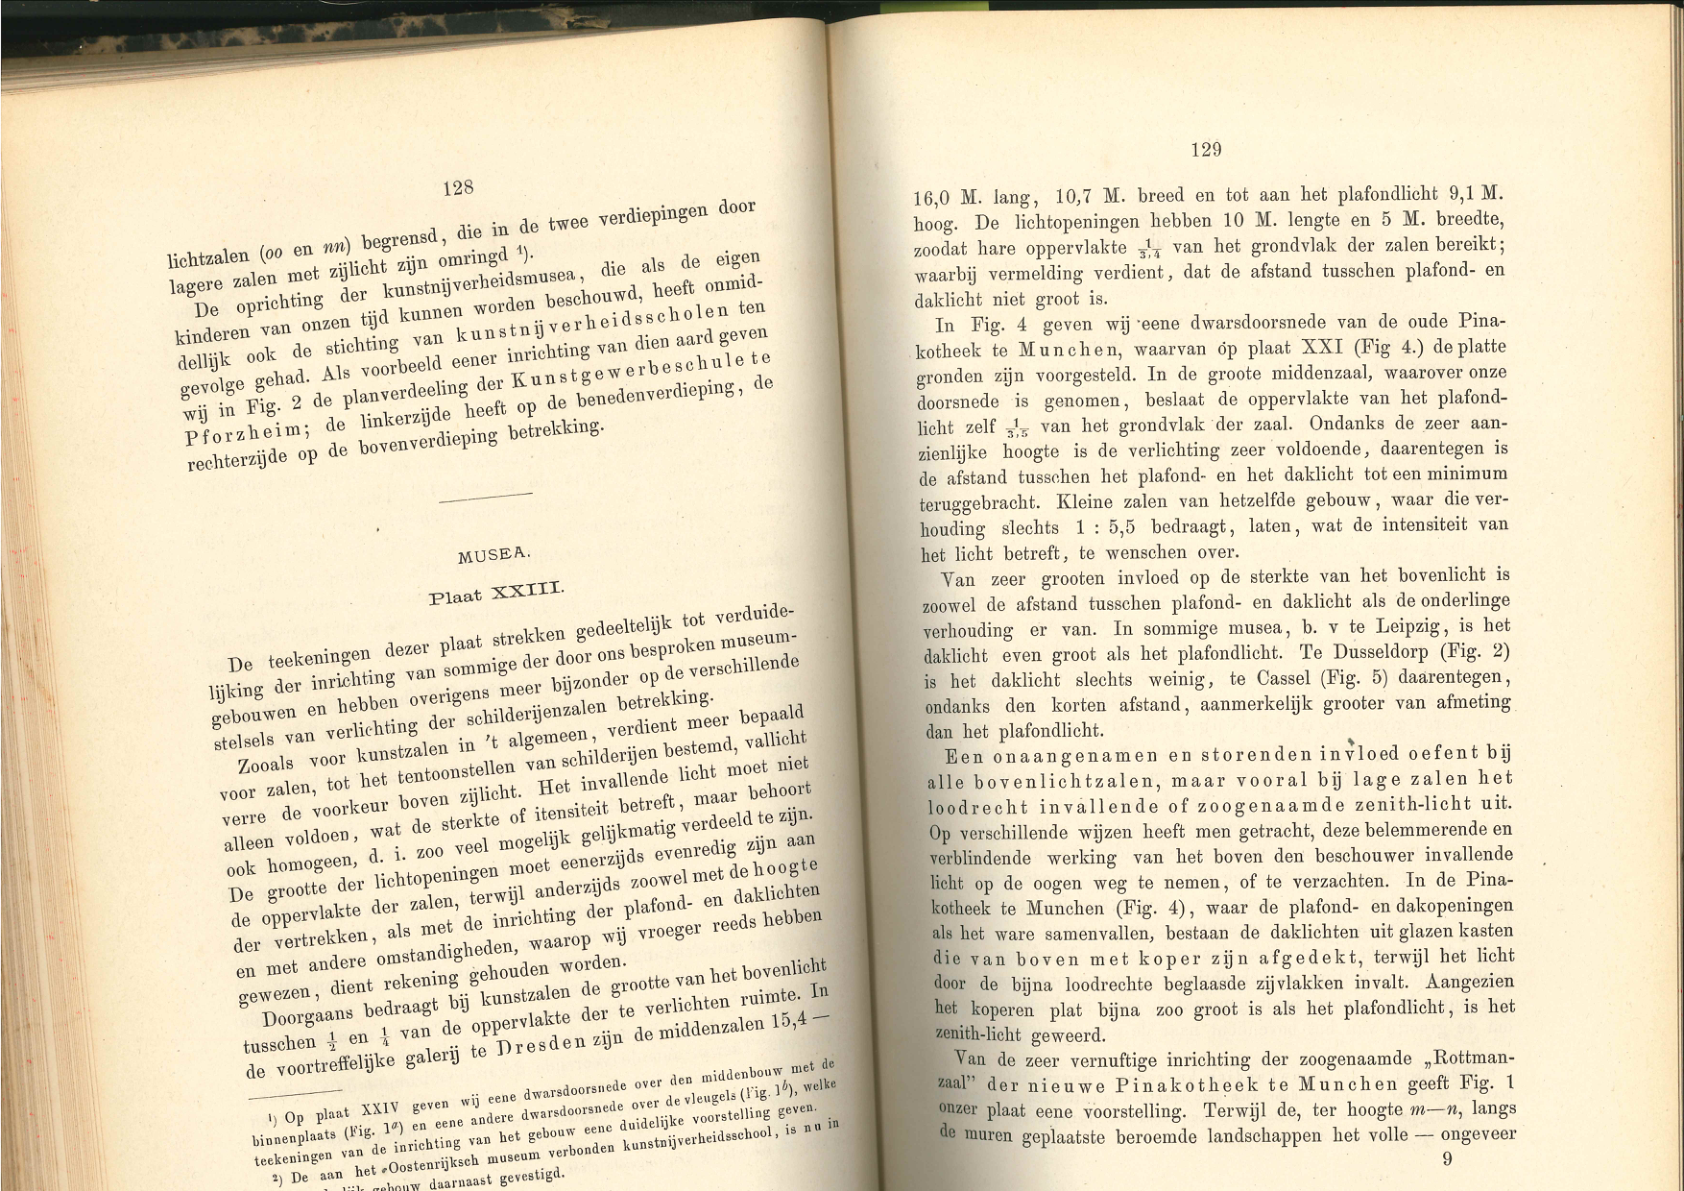 128
lichtzalen (oo en nn) begrensd, die in de twee verdiepingen door
lagere zalen met zijlicht zijn omringd ¹).
De oprichting der kunstnijverheidsmusea, die als de eigen
kinderen van onzen tijd kunnen worden beschouwd, heeft onmid-
dellijk ook de stichting van kunstnijverheidsscholen ten
gevolge gehad. Als voorbeeld eener inrichting van dien aard geven
wij in Fig. 2 de planverdeeling der Kunstgewerbeschule te
Pforzheim; de linkerzijde heeft op de benedenverdieping, de
rechterzijde op de bovenverdieping betrekking.
MUSEA.
Plaat XXIII.
De teekeningen dezer plaat strekken gedeeltelijk tot verduide-
lijking der inrichting van sommige der door ons besproken museum-
gebouwen en hebben overigens meer bijzonder op de verschillende
stelsels van verlichting der schilderijenzalen betrekking.
Zooals voor kunstzalen in 't algemeen, verdient meer bepaald
voor zalen, tot het tentoonstellen van schilderijen bestemd, vallicht
verre de voorkeur boven zijlicht. Het invallende licht moet niet
alleen voldoen, wat de sterkte of itensiteit betreft, maar behoort
ook homogeen, d. i. zoo veel mogelijk gelijkmatig verdeeld te zijn.
De grootte der lichtopeningen moet eenerzijds evenredig zijn aan
de oppervlakte der zalen, terwijl anderzijds zoowel met de hoogte
der vertrekken, als met de inrichting der plafond- en daklichten
en met andere omstandigheden, waarop wij vroeger reeds hebben
gewezen, dient rekening gehouden worden.
Doorgaans bedraagt bij kunstzalen de grootte van het bovenlicht
tusschen ½ en ¼ van de oppervlakte der te verlichten ruimte. In
de voortreffelijke galerij te Dresden zijn de middenzalen 15,4 —
¹) Op plaat XXIV geven wij eene dwarsdoorsnede over den middenbouw met de
binnenplaats (Fig. 1ᵃ) en eene andere dwarsdoorsnede over de vleugels (Fig. 1ᵇ), welke
teekeningen van de inrichting van het gebouw eene duidelijke voorstelling geven.
²) De aan het Oostenrijksch museum verbonden kunstnijverheidsschool, is nu in
gebouw daarnaast gevestigd.
129
16,0 M. lang, 10,7 M. breed en tot aan het plafondlicht 9,1 M.
hoog. De lichtopeningen hebben 10 M. lengte en 5 M. breedte,
zoodat hare oppervlakte 1/3,4 van het grondvlak der zalen bereikt;
waarbij vermelding verdient, dat de afstand tusschen plafond- en
daklicht niet groot is.
In Fig. 4 geven wij eene dwarsdoorsnede van de oude Pina-
kotheek te Munchen, waarvan óp plaat XXI (Fig 4.) de platte
gronden zijn voorgesteld. In de groote middenzaal, waarover onze
doorsnede is genomen, beslaat de oppervlakte van het plafond-
licht zelf 1/3,5 van het grondvlak der zaal. Ondanks de zeer aan-
zienlijke hoogte is de verlichting zeer voldoende, daarentegen is
de afstand tusschen het plafond- en het daklicht tot een minimum
teruggebracht. Kleine zalen van hetzelfde gebouw, waar die ver-
houding slechts 1 : 5,5 bedraagt, laten, wat de intensiteit van
het licht betreft, te wenschen over.
Van zeer grooten invloed op de sterkte van het bovenlicht is
zoowel de afstand tusschen plafond- en daklicht als de onderlinge
verhouding er van. In sommige musea, b. v te Leipzig, is het
daklicht even groot als het plafondlicht. Te Dusseldorp (Fig. 2)
is het daklicht slechts weinig, te Cassel (Fig. 5) daarentegen,
ondanks den korten afstand, aanmerkelijk grooter van afmeting
dan het plafondlicht.
Een onaangenamen en storenden invloed oefent bij
alle bovenlichtzalen, maar vooral bij lage zalen het
loodrecht invallende of zoogenaamde zenith-licht uit.
Op verschillende wijzen heeft men getracht, deze belemmerende en
verblindende werking van het boven den beschouwer invallende
licht op de oogen weg te nemen, of te verzachten. In de Pina-
kotheek te Munchen (Fig. 4), waar de plafond- en dakopeningen
als het ware samenvallen, bestaan de daklichten uit glazen kasten
die van boven met koper zijn afgedekt, terwijl het licht
door de bijna loodrechte beglaasde zijvlakken invalt. Aangezien
het koperen plat bijna zoo groot is als het plafondlicht, is het
zenith-licht geweerd.
Van de zeer vernuftige inrichting der zoogenaamde „Rottman-
zaal” der nieuwe Pinakotheek te Munchen geeft Fig. 1
onzer plaat eene voorstelling. Terwijl de, ter hoogte m—n, langs
de muren geplaatste beroemde landschappen het volle — ongeveer
9